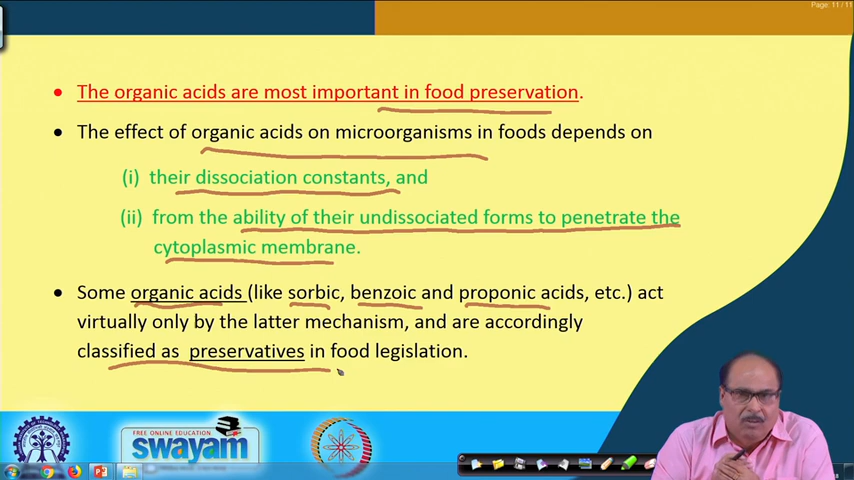 Page: 11 / 11
• The organic acids are most important in food preservation.
• The effect of organic acids on microorganisms in foods depends on
(i) their dissociation constants, and
(ii) from the ability of their undissociated forms to penetrate the
cytoplasmic membrane.
• Some organic acids (like sorbic, benzoic and proponic acids, etc.) act
virtually only by the latter mechanism, and are accordingly
classified as preservatives in food legislation.
FREE ONLINE EDUCATION
swayam